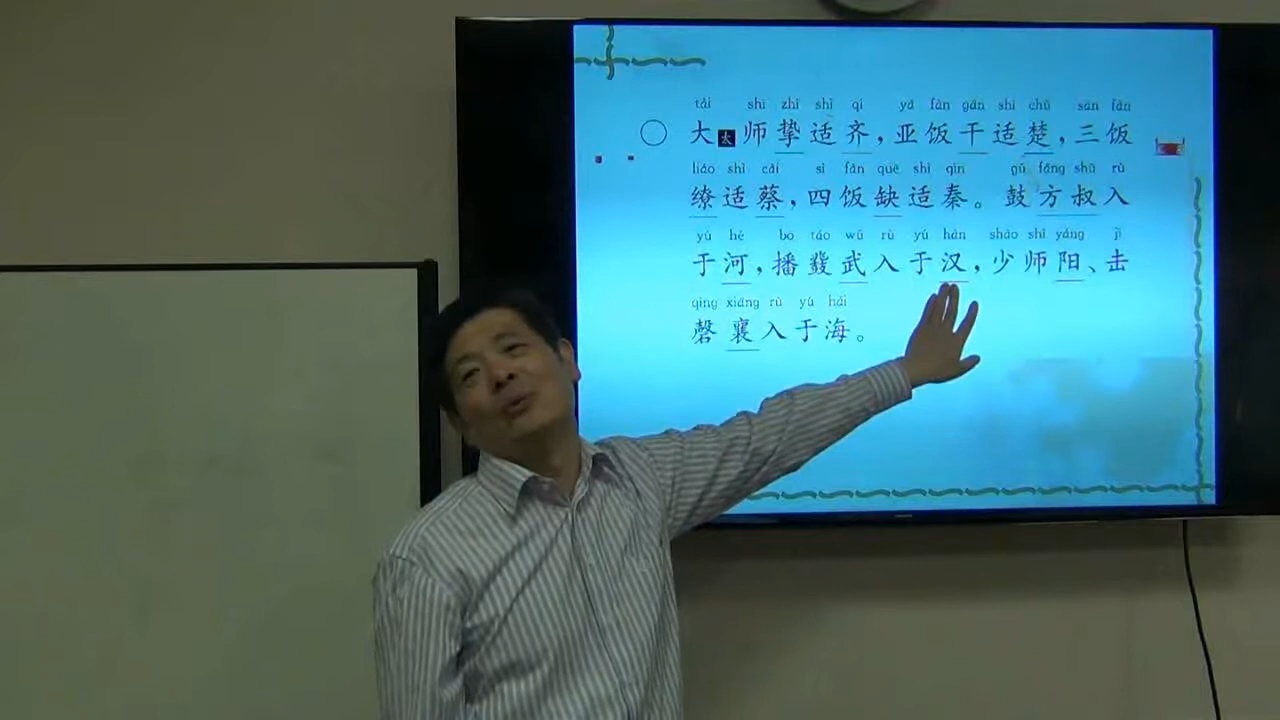 tài shī zhì shì qí yà fàn gān shì chǔ sān fàn
○ 大太师挚适齐,亚饭干适楚,三饭
liáo shì cài sì fàn quē shì qín gǔ fāng shū rù
缭适蔡,四饭缺适秦。鼓方叔入
yú hé bō táo wǔ rù yú hàn shào shī yáng jī
于河,播鼗武入于汉,少师阳、击
qìng xiāng rù yú hǎi
磬襄入于海。